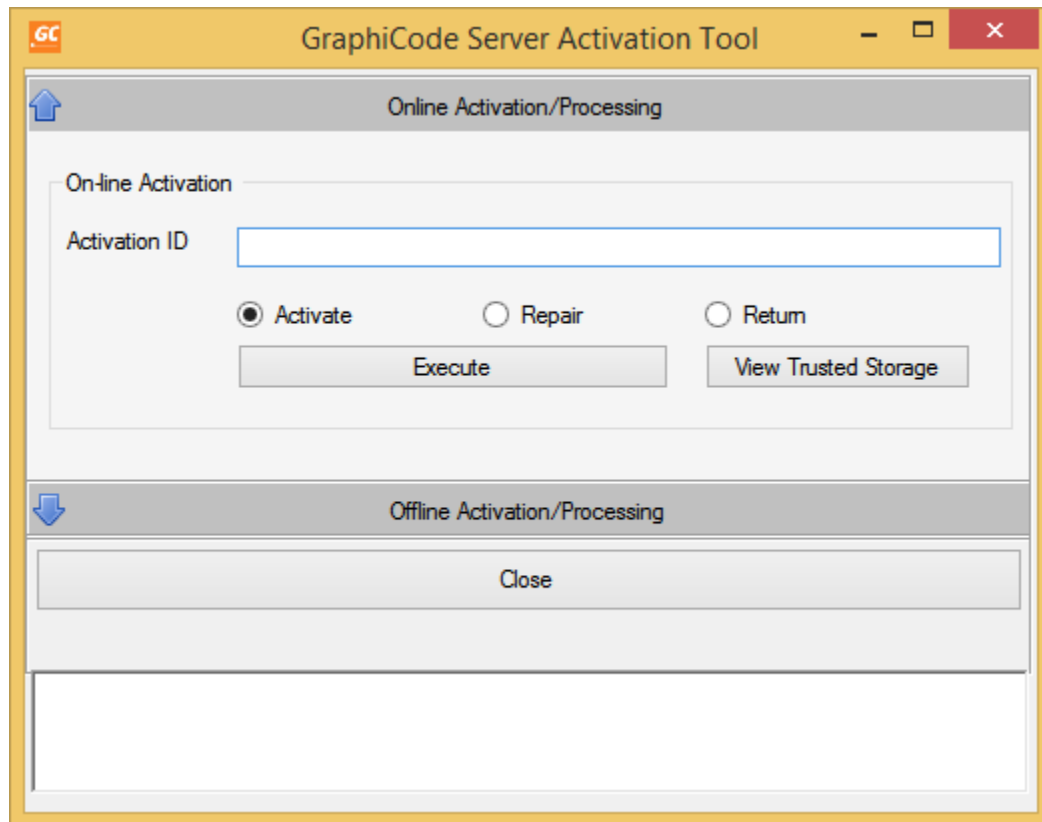 .GC GraphiCode Server Activation Tool
Online Activation/Processing
On-line Activation
Activation ID
Activate Repair Return
Execute View Trusted Storage
Offline Activation/Processing
Close